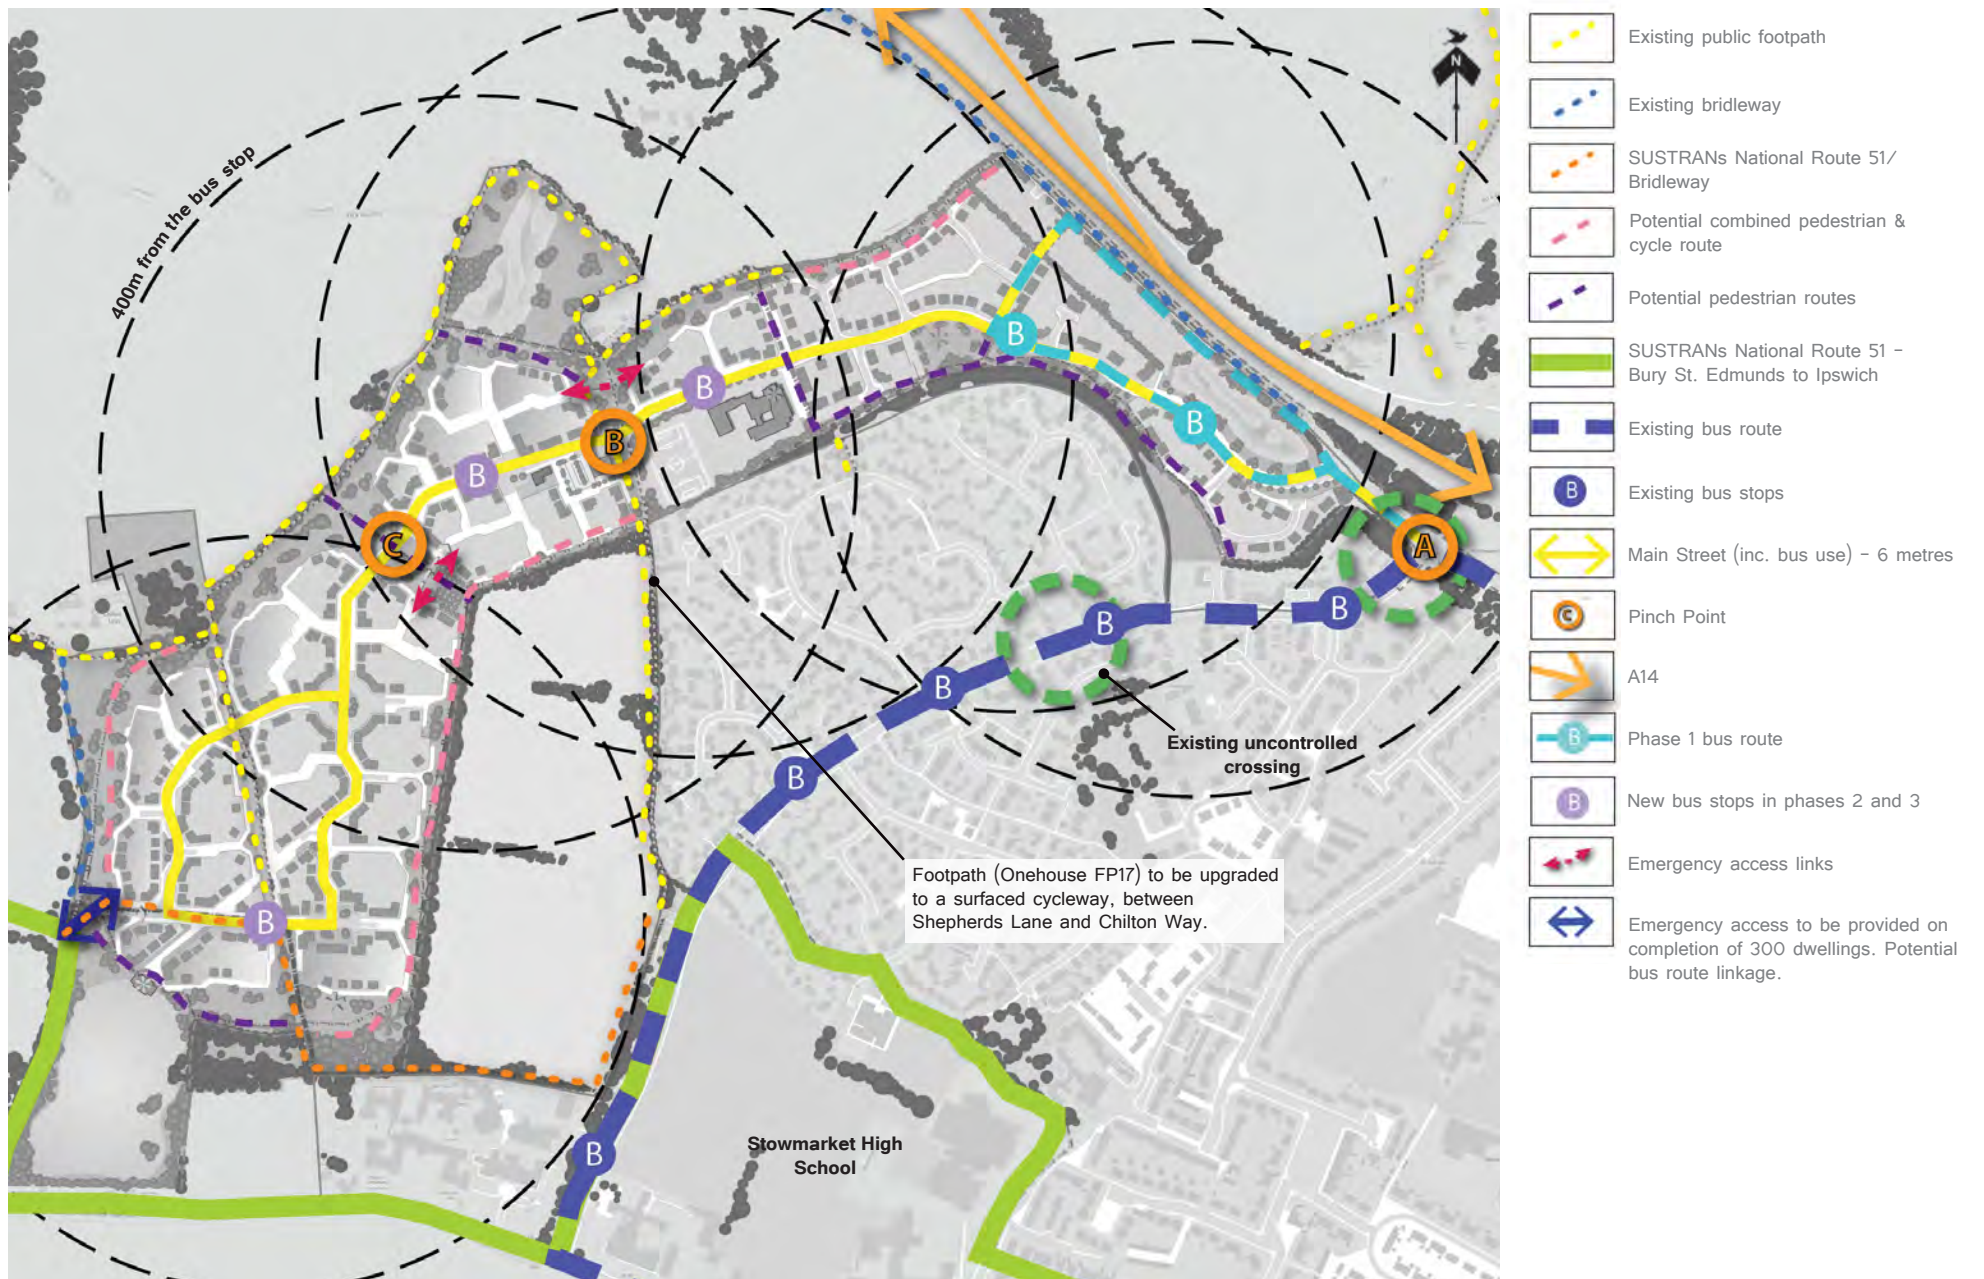 N
400m from the bus stop
B
B
B
B
B
C
A
B
B
B
B
B
B
Existing uncontrolled
crossing
Footpath (Onehouse FP17) to be upgraded
to a surfaced cycleway, between
Shepherds Lane and Chilton Way.
Stowmarket High
School
Existing public footpath
Existing bridleway
SUSTRANs National Route 51/
Bridleway
Potential combined pedestrian &
cycle route
Potential pedestrian routes
SUSTRANs National Route 51 -
Bury St. Edmunds to Ipswich
Existing bus route
B
Existing bus stops
Main Street (inc. bus use) - 6 metres
C
Pinch Point
A14
B
Phase 1 bus route
B
New bus stops in phases 2 and 3
Emergency access links
Emergency access to be provided on
completion of 300 dwellings. Potential
bus route linkage.